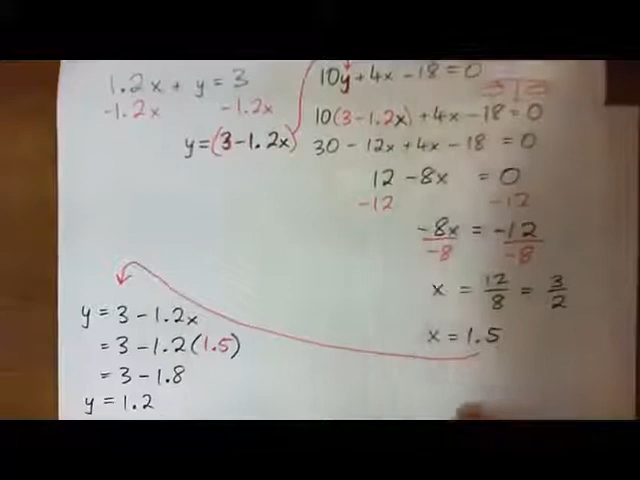 1.2x + y = 3
-1.2x -1.2x
y=(3-1.2x)
10y+4x-18=0
10(3-1.2x)+4x-18=0
30-12x+4x-18=0
12-8x=0
-12 -12
-8x = -12
-8 -8
x = 12/8 = 3/2
x=1.5
y=3-1.2x
=3-1.2(1.5)
=3-1.8
y=1.2